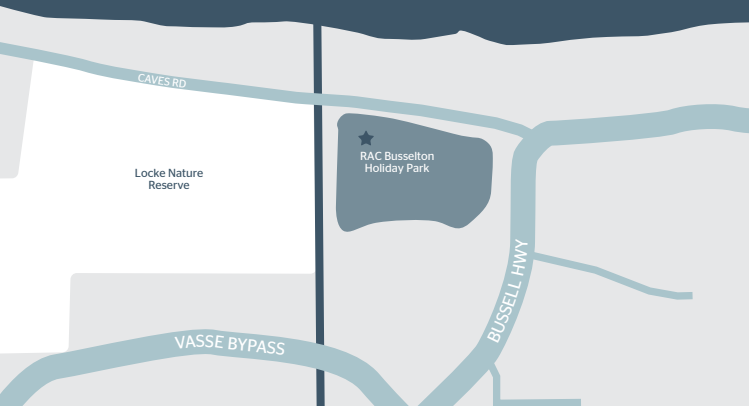 CAVES RD
RAC Busselton
Holiday Park
Locke Nature
Reserve
BUSSELL HWY
VASSE BYPASS